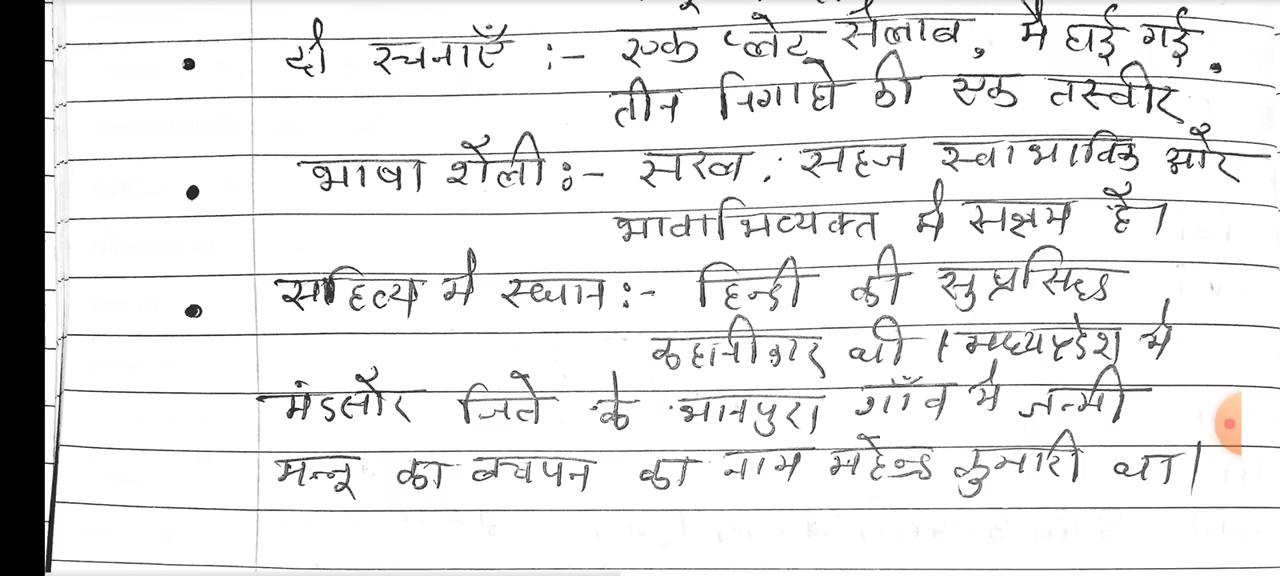 दो रचनाएँ :- एक प्लेट सैलाब, मै हाई गई,
तीन निगाहो की एक तस्वीर
भाषा शैली :- सरल, सहज स्वाभाविक और
भावाभिव्यक्त मे सक्षम है।
साहित्य मे स्थान :- हिन्दी की सुप्रसिद्ध
कहानीकार थी । मध्यप्रदेश मे
मंडसौर जिले के भानपुरा गाँव मे जन्मी
मन्नू का बचपन का नाम महेन्द्र कुमारी था।